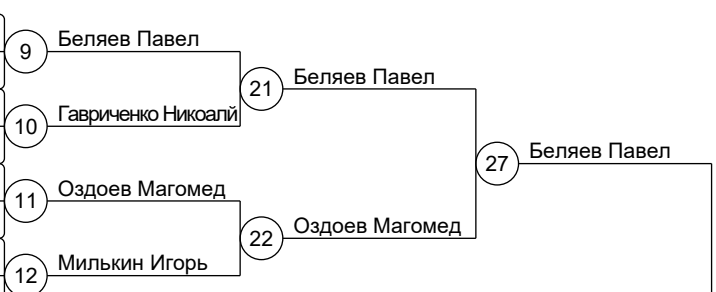 Беляев Павел
9
Беляев Павел
21
Гавриченко Никоалй
10
Беляев Павел
27
Оздоев Магомед
11
Оздоев Магомед
22
Милькин Игорь
12